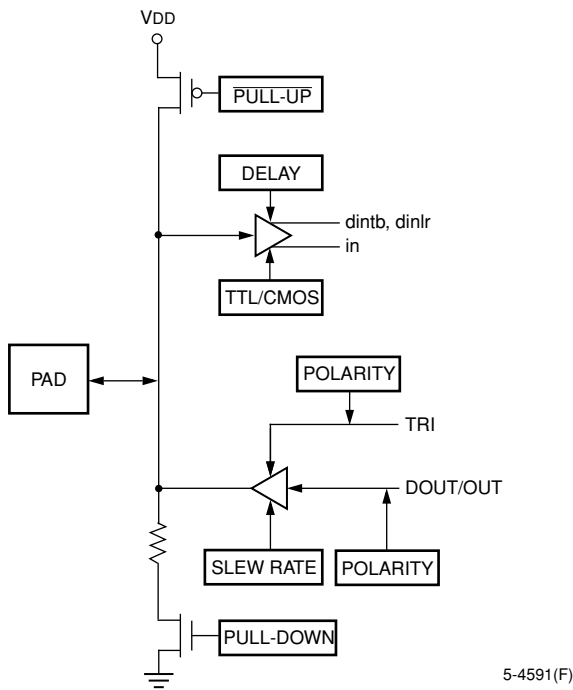 VDD
PULL-UP
DELAY
dintb, dinlr
in
TTL/CMOS
PAD
POLARITY
TRI
DOUT/OUT
SLEW RATE
POLARITY
PULL-DOWN
5-4591(F)